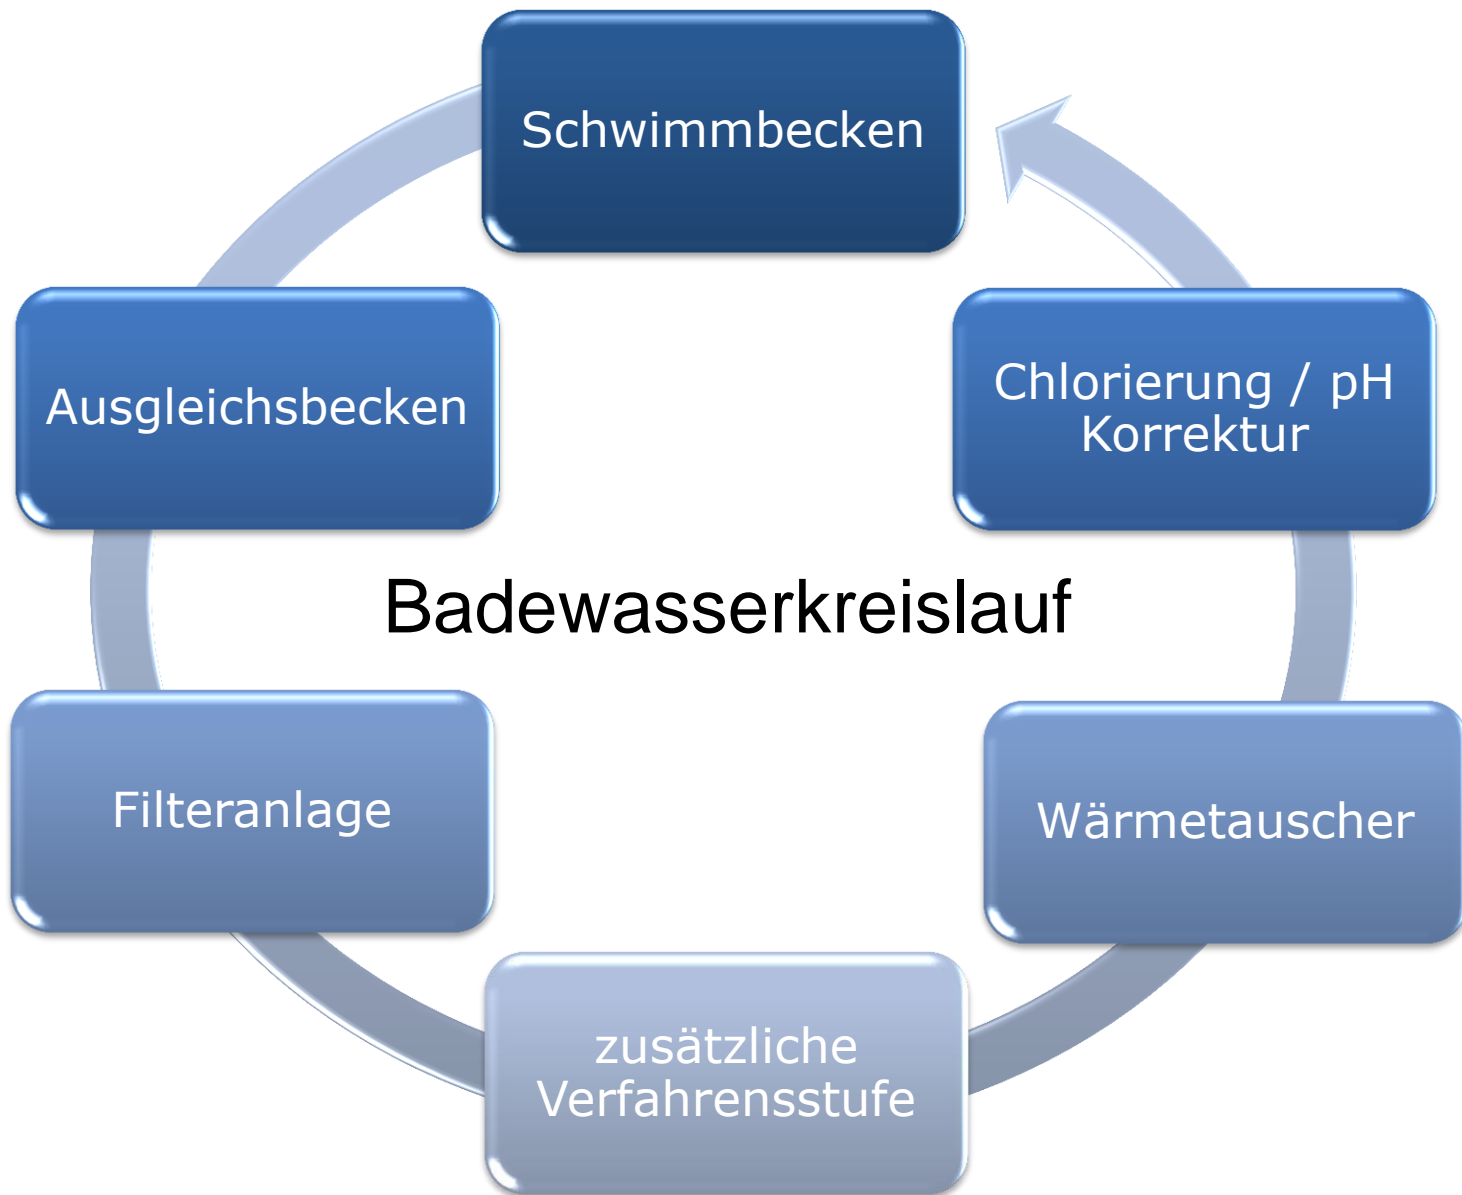 Schwimmbecken
Ausgleichsbecken
Chlorierung / pH
Korrektur
Badewasserkreislauf
Filteranlage
Wärmetauscher
zusätzliche
Verfahrensstufe